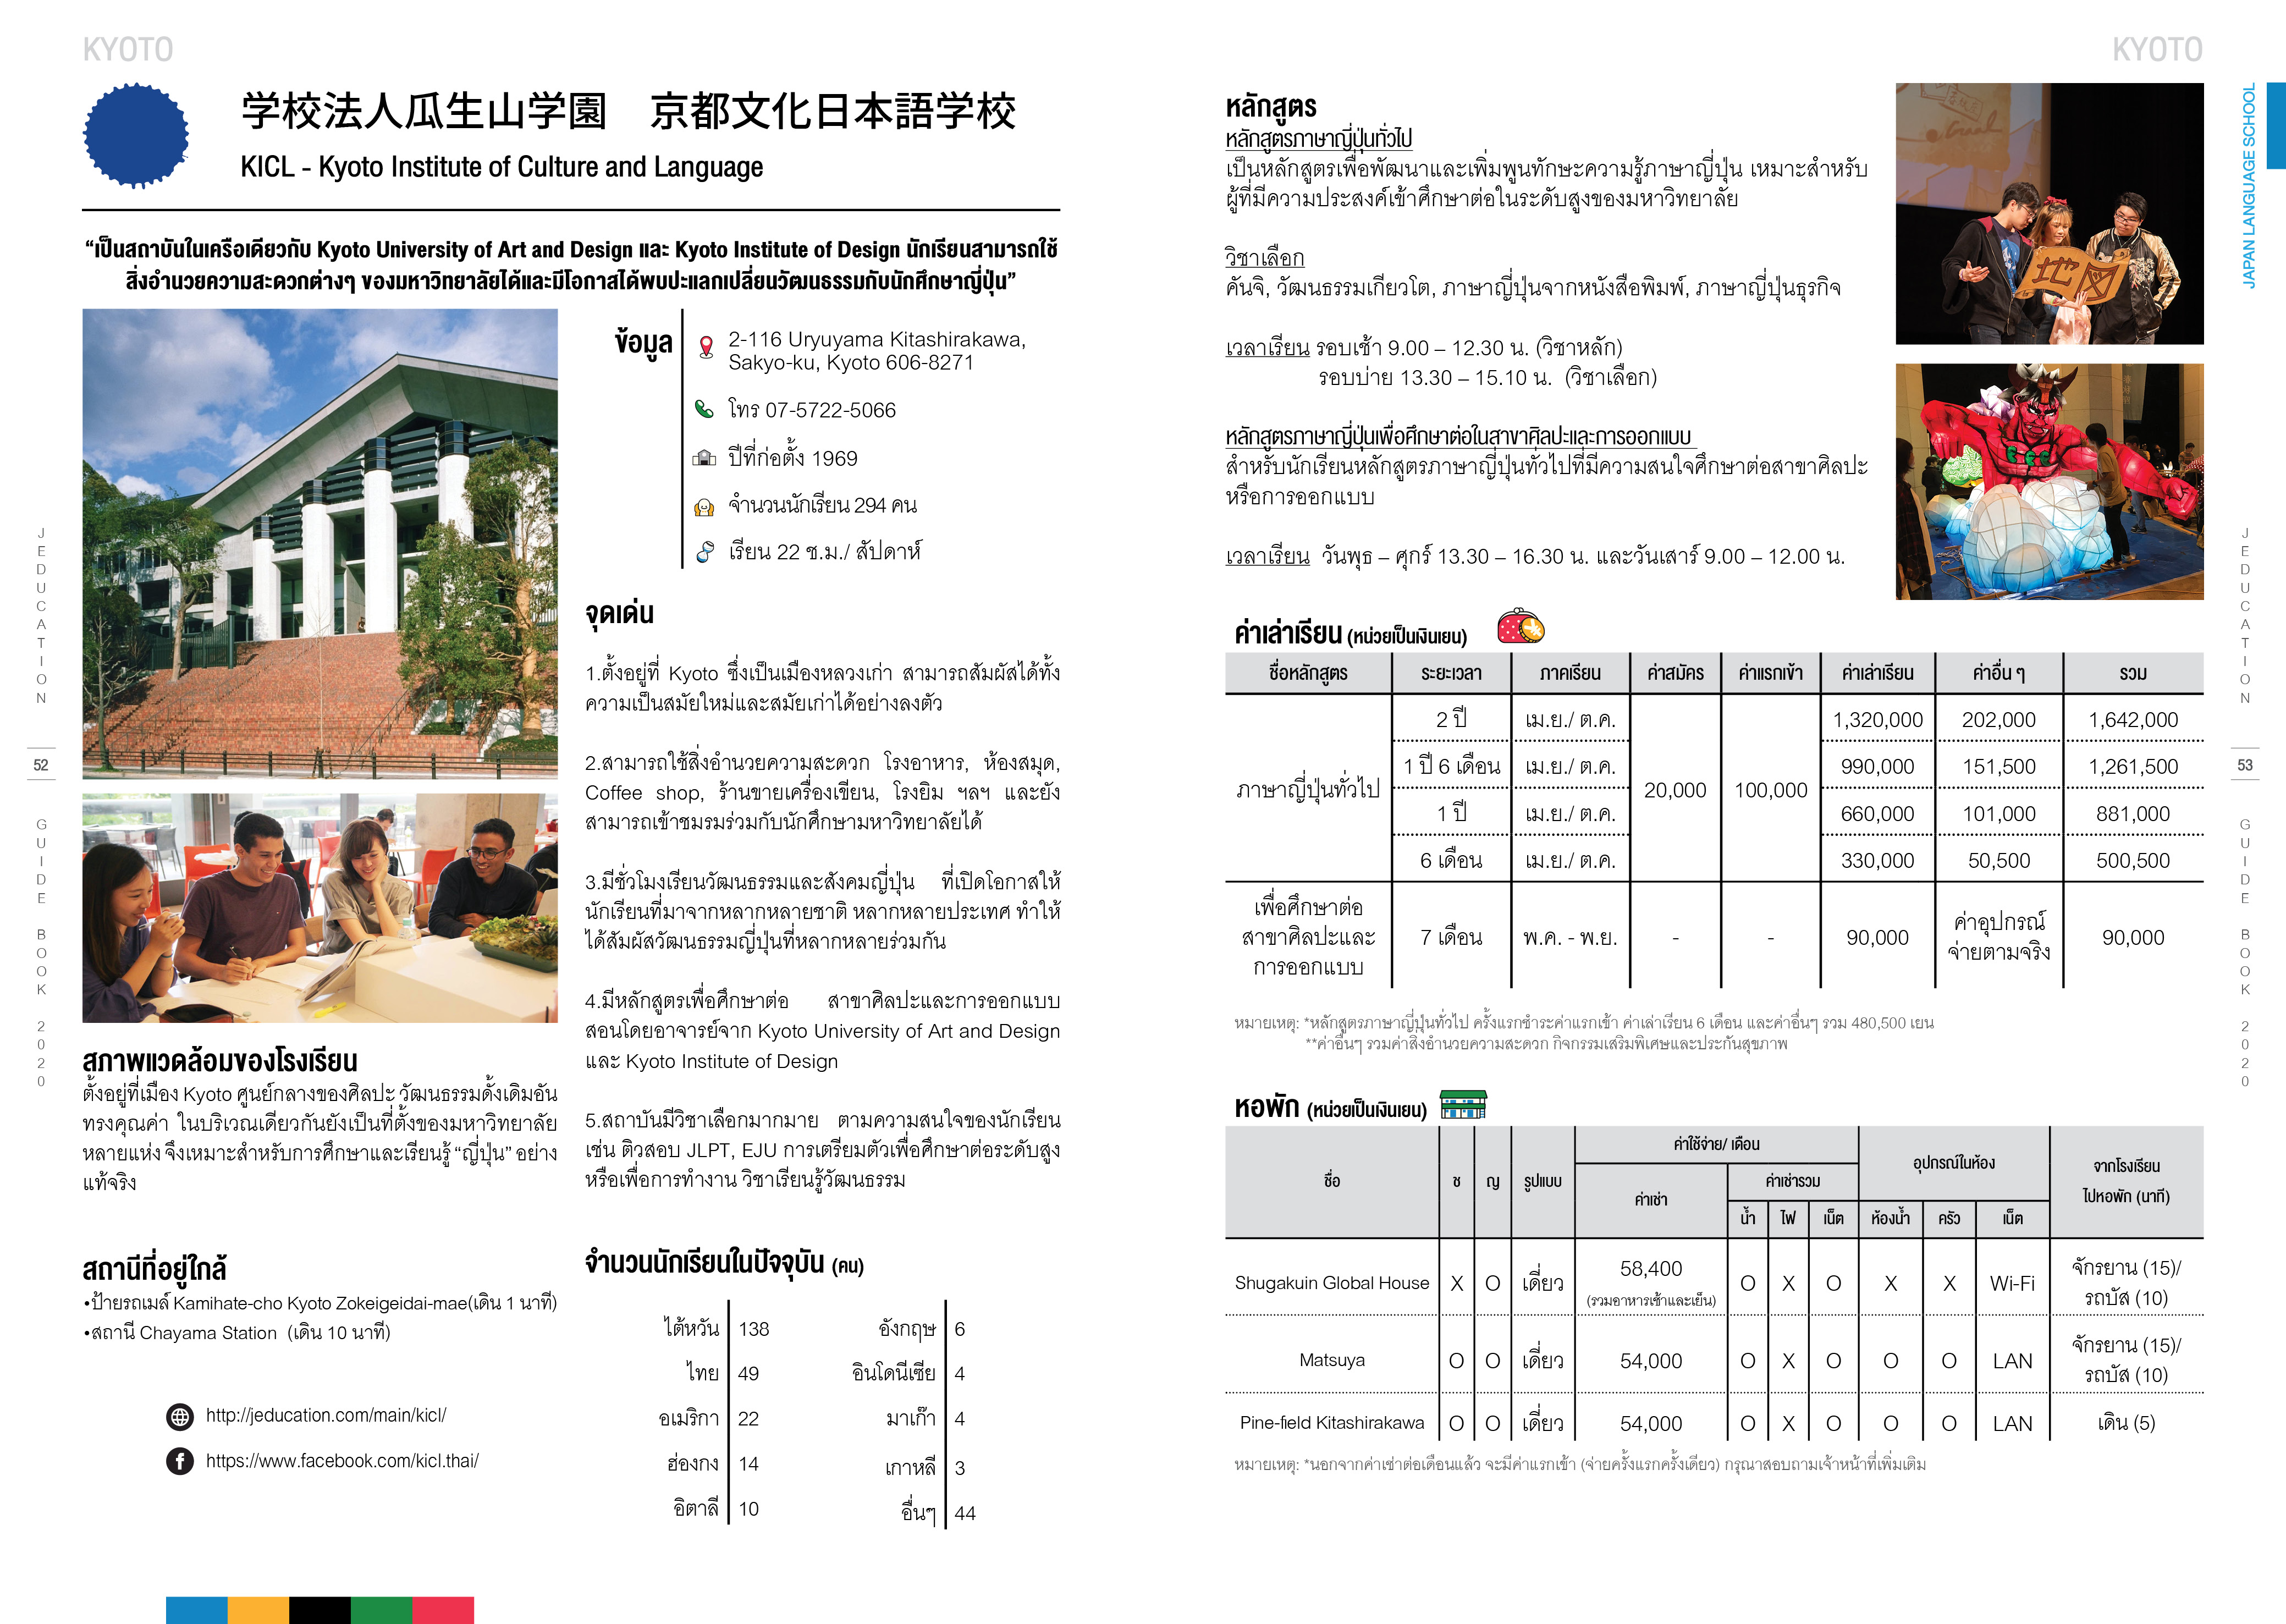 KYOTO
学校法人瓜生山学園　京都文化日本語学校
KICL - Kyoto Institute of Culture and Language
“เป็นสถาบันในเครือเดียวกับ Kyoto University of Art and Design และ Kyoto Institute of Design นักเรียนสามารถใช้
สิ่งอำนวยความสะดวกต่างๆ ของมหาวิทยาลัยได้และมีโอกาสได้พบปะแลกเปลี่ยนวัฒนธรรมกับนักศึกษาญี่ปุ่น”
ข้อมูล
2-116 Uryuyama Kitashirakawa,
Sakyo-ku, Kyoto 606-8271
โทร 07-5722-5066
ปีที่ก่อตั้ง 1969
จำนวนนักเรียน 294 คน
เรียน 22 ช.ม./ สัปดาห์
จุดเด่น
1.ตั้งอยู่ที่ Kyoto ซึ่งเป็นเมืองหลวงเก่า สามารถสัมผัสได้ทั้ง
ความเป็นสมัยใหม่และสมัยเก่าได้อย่างลงตัว
2.สามารถใช้สิ่งอำนวยความสะดวก โรงอาหาร, ห้องสมุด,
Coffee shop, ร้านขายเครื่องเขียน, โรงยิม ฯลฯ และยัง
สามารถเข้าชมรมร่วมกับนักศึกษามหาวิทยาลัยได้
3.มีชั่วโมงเรียนวัฒนธรรมและสังคมญี่ปุ่น ที่เปิดโอกาสให้
นักเรียนที่มาจากหลากหลายชาติ หลากหลายประเทศ ทำให้
ได้สัมผัสวัฒนธรรมญี่ปุ่นที่หลากหลายร่วมกัน
4.มีหลักสูตรเพื่อศึกษาต่อ สาขาศิลปะและการออกแบบ
สอนโดยอาจารย์จาก Kyoto University of Art and Design
และ Kyoto Institute of Design
5.สถาบันมีวิชาเลือกมากมาย ตามความสนใจของนักเรียน
เช่น ติวสอบ JLPT, EJU การเตรียมตัวเพื่อศึกษาต่อระดับสูง
หรือเพื่อการทำงาน วิชาเรียนรู้วัฒนธรรม
สภาพแวดล้อมของโรงเรียน
ตั้งอยู่ที่เมือง Kyoto ศูนย์กลางของศิลปะ วัฒนธรรมดั้งเดิมอัน
ทรงคุณค่า ในบริเวณเดียวกันยังเป็นที่ตั้งของมหาวิทยาลัย
หลายแห่ง จึงเหมาะสำหรับการศึกษาและเรียนรู้ “ญี่ปุ่น” อย่าง
แท้จริง
สถานีที่อยู่ใกล้
•ป้ายรถเมล์ Kamihate-cho Kyoto Zokeigeidai-mae(เดิน 1 นาที)
•สถานี Chayama Station (เดิน 10 นาที)
http://jeducation.com/main/kicl/
https://www.facebook.com/kicl.thai/
จำนวนนักเรียนในปัจจุบัน (คน)
ไต้หวัน 138 อังกฤษ 6
ไทย 49 อินโดนีเซีย 4
อเมริกา 22 มาเก๊า 4
ฮ่องกง 14 เกาหลี 3
อิตาลี 10 อื่นๆ 44
JEDUCATION
52
GUIDE BOOK 2020
KYOTO
JAPAN LANGUAGE SCHOOL
หลักสูตร
หลักสูตรภาษาญี่ปุ่นทั่วไป
เป็นหลักสูตรเพื่อพัฒนาและเพิ่มพูนทักษะความรู้ภาษาญี่ปุ่น เหมาะสำหรับ
ผู้ที่มีความประสงค์เข้าศึกษาต่อในระดับสูงของมหาวิทยาลัย
วิชาเลือก
คันจิ, วัฒนธรรมเกียวโต, ภาษาญี่ปุ่นจากหนังสือพิมพ์, ภาษาญี่ปุ่นธุรกิจ
เวลาเรียน รอบเช้า 9.00 – 12.30 น. (วิชาหลัก)
รอบบ่าย 13.30 – 15.10 น. (วิชาเลือก)
หลักสูตรภาษาญี่ปุ่นเพื่อศึกษาต่อในสาขาศิลปะและการออกแบบ
สำหรับนักเรียนหลักสูตรภาษาญี่ปุ่นทั่วไปที่มีความสนใจศึกษาต่อสาขาศิลปะ
หรือการออกแบบ
เวลาเรียน วันพุธ – ศุกร์ 13.30 – 16.30 น. และวันเสาร์ 9.00 – 12.00 น.
地図
ค่าเล่าเรียน (หน่วยเป็นเงินเยน)
ชื่อหลักสูตร ระยะเวลา ภาคเรียน ค่าสมัคร ค่าแรกเข้า ค่าเล่าเรียน ค่าอื่น ๆ รวม
ภาษาญี่ปุ่นทั่วไป 20,000 100,000
2 ปี เม.ย./ ต.ค. 1,320,000 202,000 1,642,000
1 ปี 6 เดือน เม.ย./ ต.ค. 990,000 151,500 1,261,500
1 ปี เม.ย./ ต.ค. 660,000 101,000 881,000
6 เดือน เม.ย./ ต.ค. 330,000 50,500 500,500
เพื่อศึกษาต่อ
สาขาศิลปะและ
การออกแบบ
7 เดือน พ.ค. - พ.ย. - - 90,000
ค่าอุปกรณ์
จ่ายตามจริง
90,000
หมายเหตุ: *หลักสูตรภาษาญี่ปุ่นทั่วไป ครั้งแรกชำระค่าแรกเข้า ค่าเล่าเรียน 6 เดือน และค่าอื่นๆ รวม 480,500 เยน
**ค่าอื่นๆ รวมค่าสิ่งอำนวยความสะดวก กิจกรรมเสริมพิเศษและประกันสุขภาพ
หอพัก (หน่วยเป็นเงินเยน)
ชื่อ ช ญ รูปแบบ ค่าใช้จ่าย/ เดือน อุปกรณ์ในห้อง
จากโรงเรียน
ไปหอพัก (นาที)
ค่าเช่า ค่าเช่ารวม
น้ำ ไฟ เน็ต ห้องน้ำ ครัว เน็ต
Shugakuin Global House X O เดี่ยว 58,400
(รวมอาหารเช้าและเย็น)
O X O X X Wi-Fi
จักรยาน (15)/
รถบัส (10)
Matsuya O O เดี่ยว 54,000 O X O O O LAN
จักรยาน (15)/
รถบัส (10)
Pine-field Kitashirakawa O O เดี่ยว 54,000 O X O O O LAN เดิน (5)
หมายเหตุ: *นอกจากค่าเช่าต่อเดือนแล้ว จะมีค่าแรกเข้า (จ่ายครั้งแรกครั้งเดียว) กรุณาสอบถามเจ้าหน้าที่เพิ่มเติม
JEDUCATION
53
GUIDE BOOK 2020